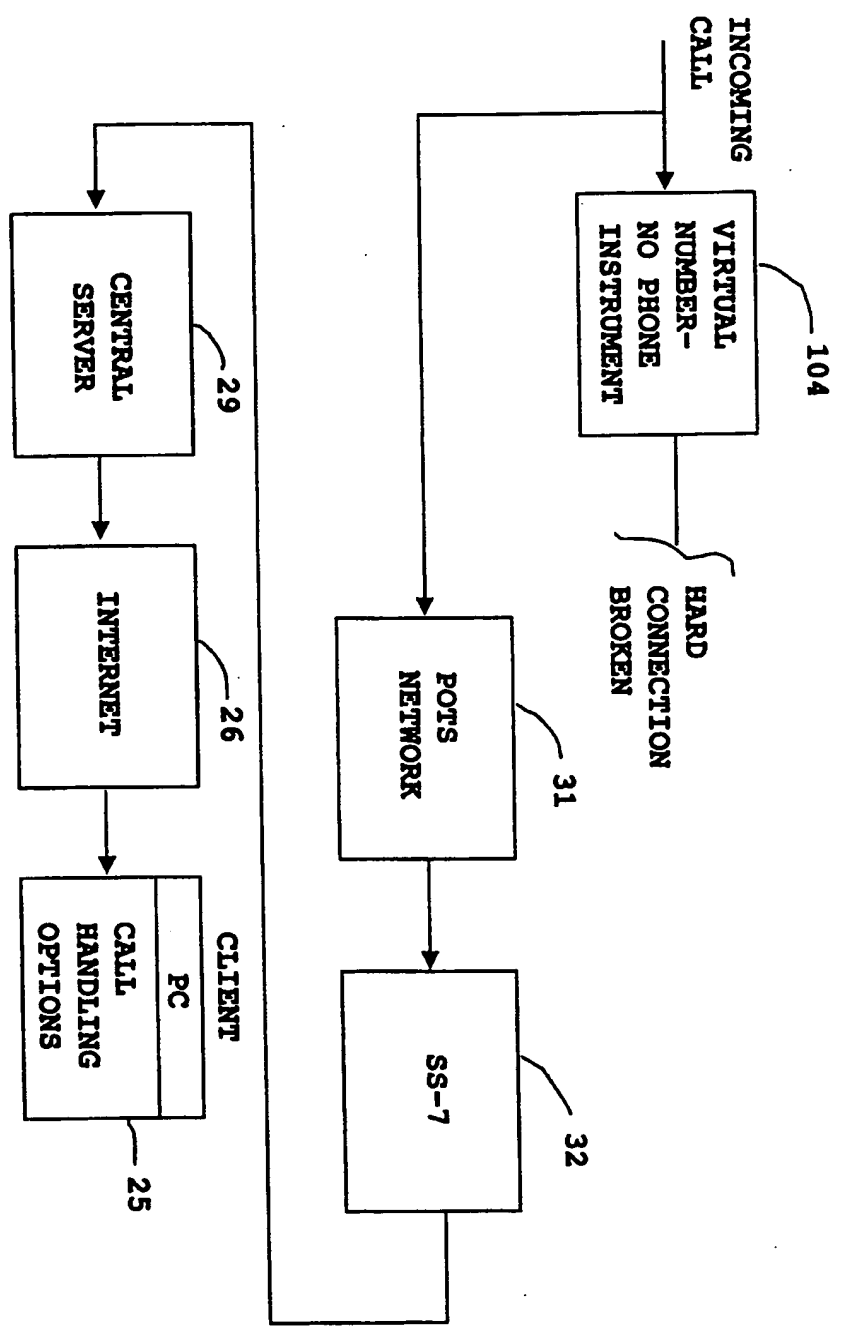 INCOMING
CALL
VIRTUAL
NUMBER-
NO PHONE
INSTRUMENT
104
HARD
CONNECTION
BROKEN
POTS
NETWORK
31
SS-7
32
CENTRAL
SERVER
29
INTERNET
26
CLIENT
PC
CALL
HANDLING
OPTIONS
25